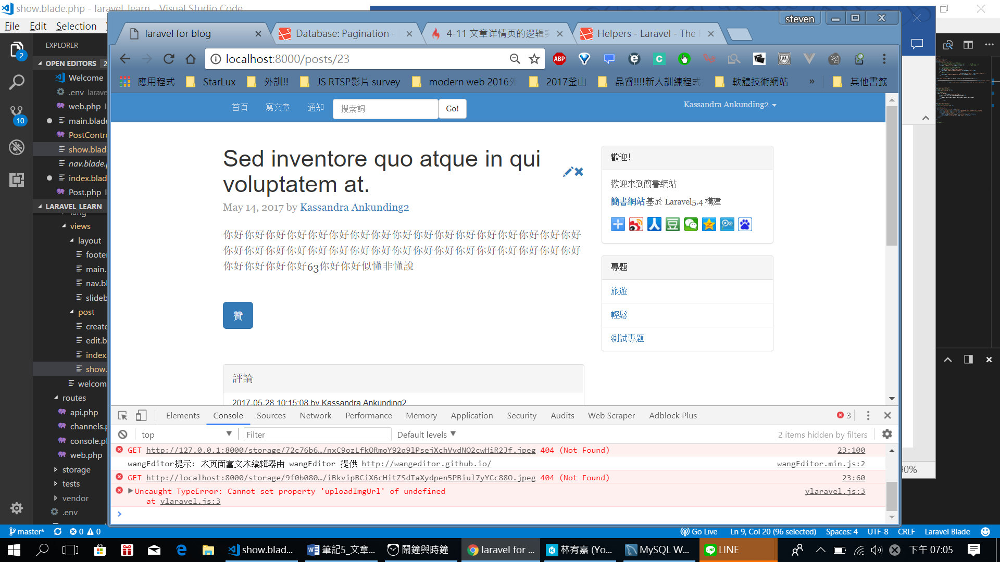 show.blade.php - laravel_learn - Visual Studio Code
File Edit Selection
steven
laravel for blog
Database: Pagination -
4-11 文章详情页的逻辑实
Helpers - Laravel - The
localhost:8000/posts/23
應用程式
StarLux
外訓!!
JS RTSP影片 survey
modern web 2016外
2017釜山
晶睿!!!!新人訓練程式
軟體技術網站
»
其他書籤
EXPLORER
OPEN EDITORS 2
Welcome
.env larave
web.php
main.blade
PostContro
show.blad
nav.blade.p
index.blad
Post.php
LARAVEL_LEARN
lang
views
layout
footer
main.
nav.bl
slideb
post
create
edit.b
index.
show.
welcom
routes
api.php
channels.p
console.ph
web.php
storage
tests
vendor
.env
2
10
首頁 寫文章 通知 搜索詞 Go! Kassandra Ankunding2
Sed inventore quo atque in qui
voluptatem at.
May 14, 2017 by Kassandra Ankunding2
你好你好你好你好你好你好你好你好你好你好你好你好你好你好你好你好你好
你好你好你好你好你好你好你好你好你好你好你好你好你好你好你好你好你好
你好你好你好你好63你好你好似懂非懂說
贊
評論
2017-05-28 10:15:08 by Kassandra Ankunding2
歡迎!
歡迎來到簡書網站
簡書網站 基於 Laravel5.4 構建
專題
旅遊
輕鬆
測試專題
Elements Console Sources Network Performance Memory Application Security Audits Web Scraper Adblock Plus 3
top Filter Default levels 2 items hidden by filters
GET http://127.0.0.1:8000/storage/72c76b6…/nxC9ozLfkORmoY92q9lPsejXchVvdNO2cwHiR2Jf.jpeg 404 (Not Found) 23:100
wangEditor提示: 本页面富文本编辑器由 wangEditor 提供 http://wangeditor.github.io/ wangEditor.min.js:2
GET http://localhost:8000/storage/9f0b080…/iBkvipBCiX6cHitZSdTaXydpen5PBiul7yYCc88O.jpeg 404 (Not Found) 23:60
Uncaught TypeError: Cannot set property 'uploadImgUrl' of undefined ylaravel.js:3
at ylaravel.js:3
90%
master* 0 0 Go Live Ln 9, Col 20 (96 selected) Spaces: 4 UTF-8 CRLF Laravel Blade
show.blad... 筆記5_文章... 鬧鐘與時鐘 laravel for ... 林宥嘉 (Yo... MySQL W... LINE 下午 07:05